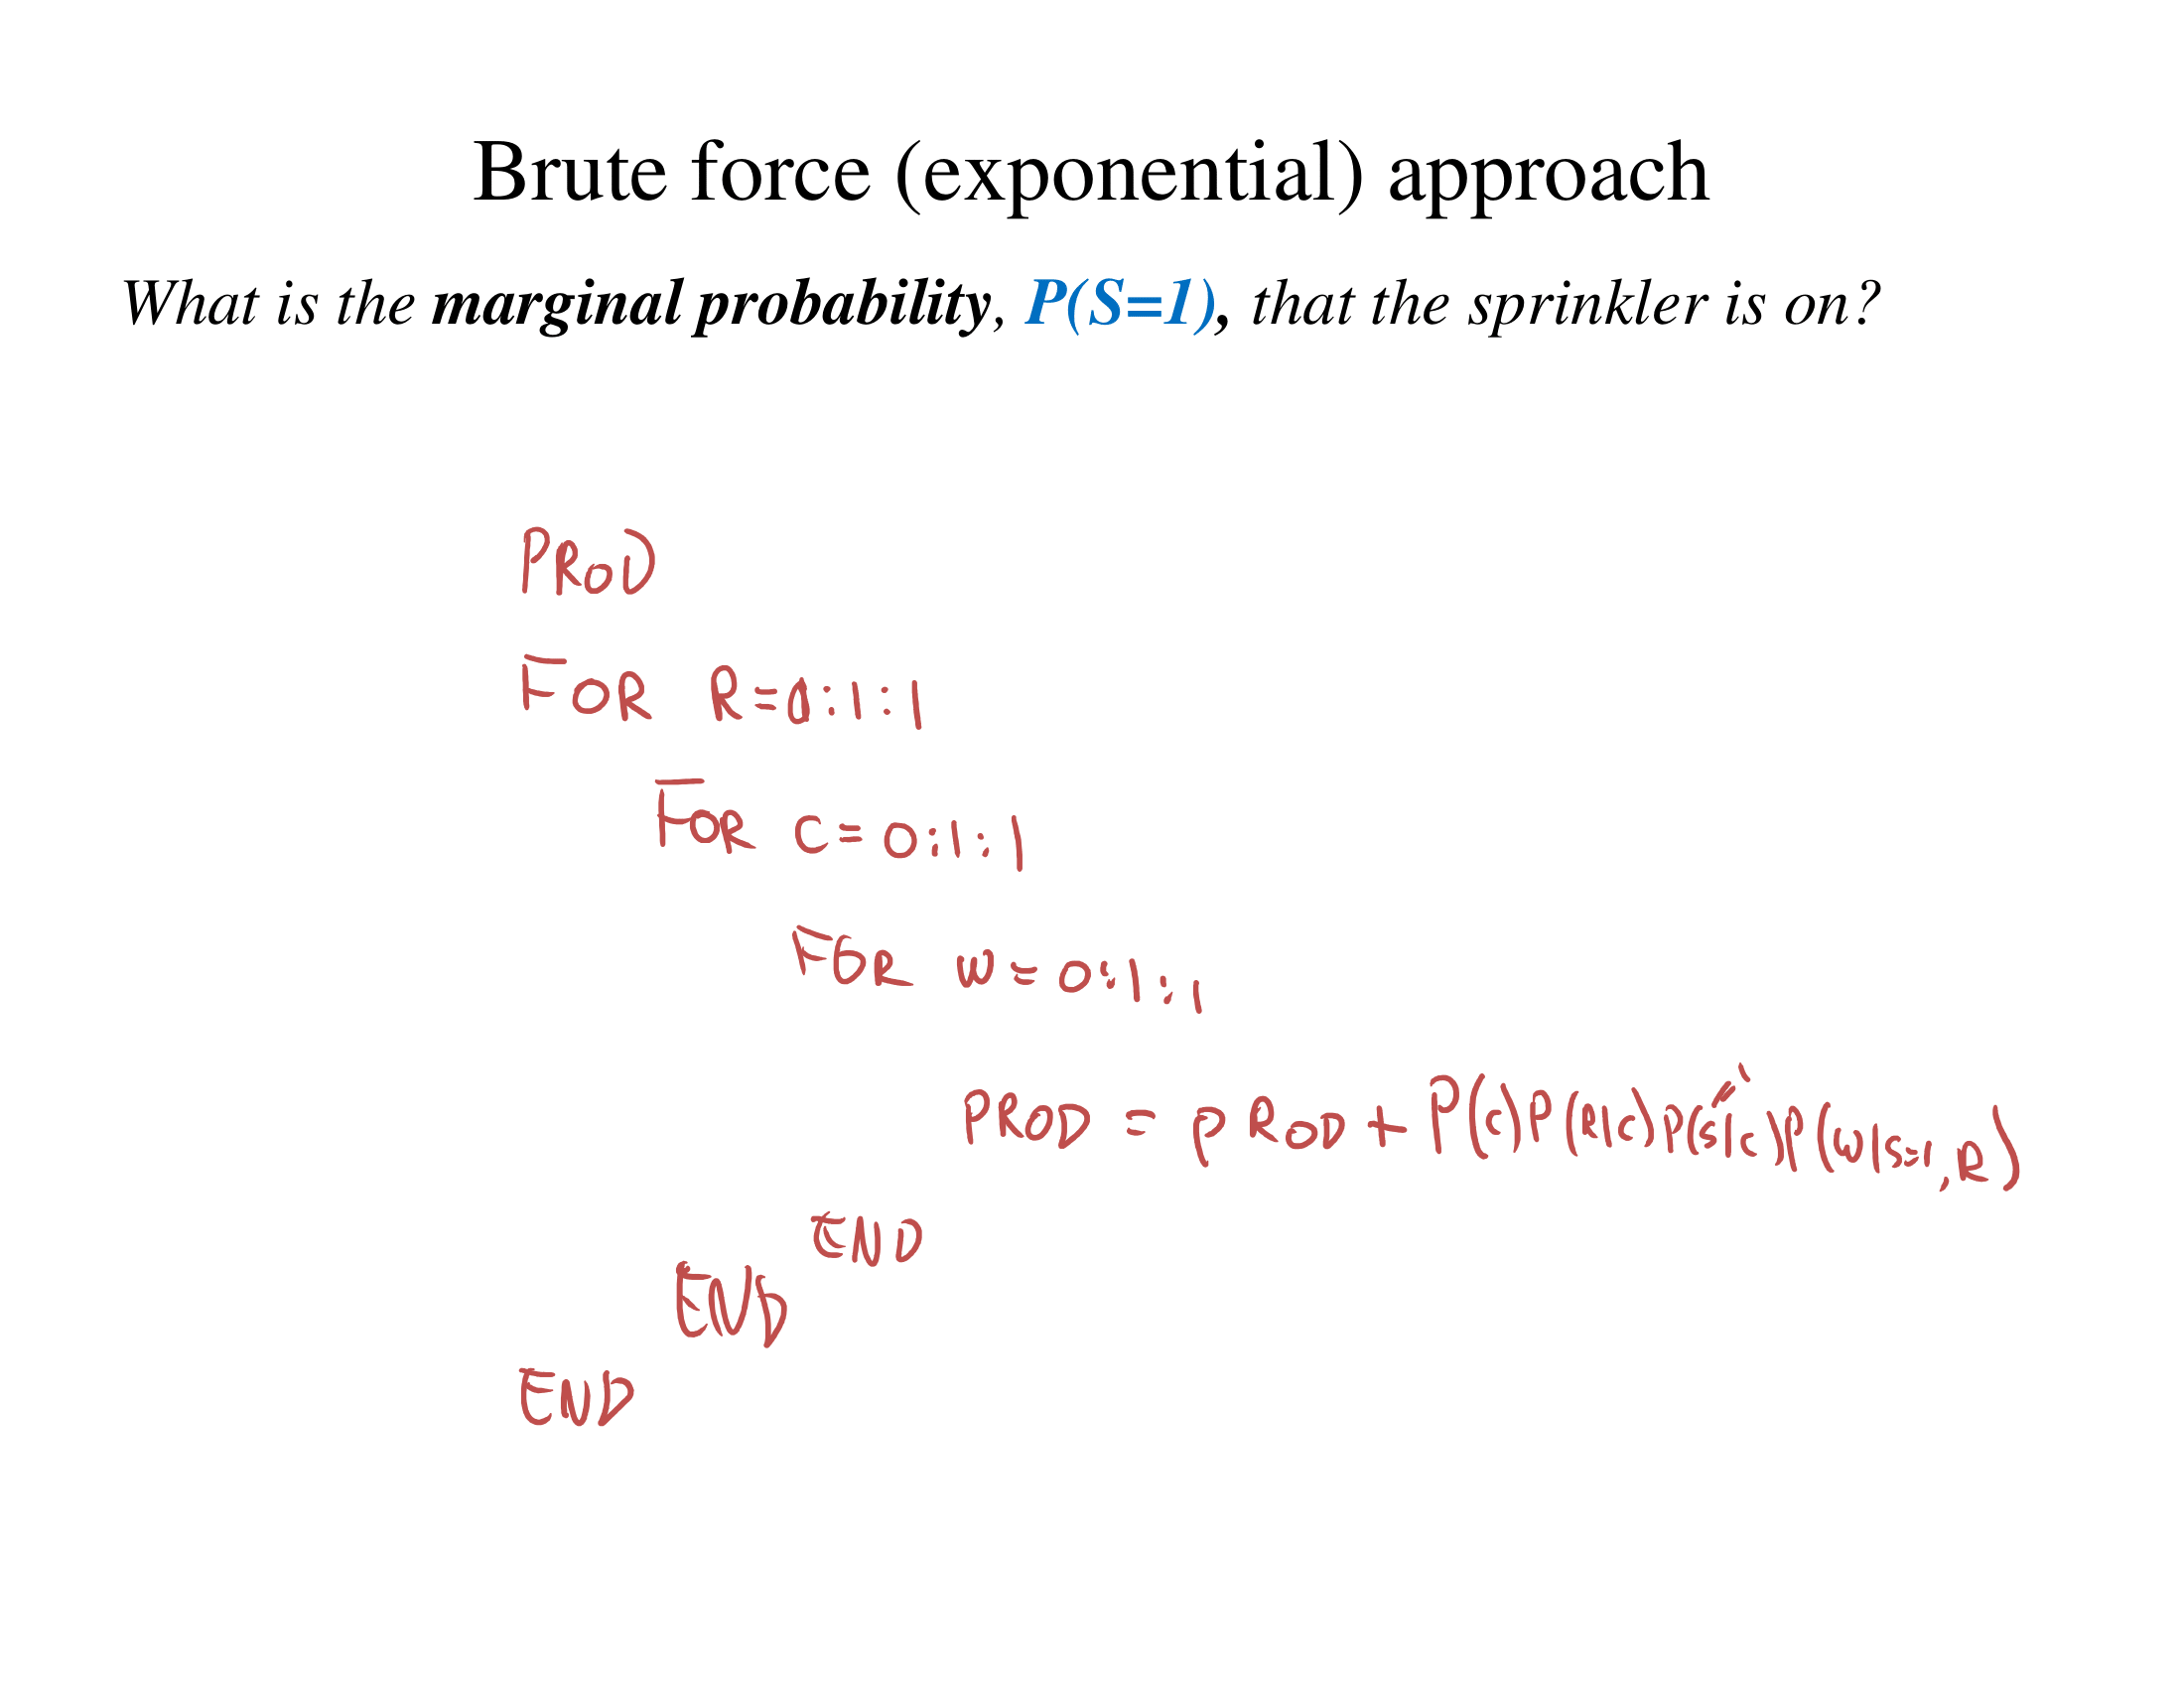 Brute force (exponential) approach
What is the marginal probability, P(S==1), that the sprinkler is on?
PROD
FOR R=0:1:1
FOR C=0:1:1
FOR W=0:1:1
PROD = PROD + P(C)P(R|C)P(S=1|C)P(W|S=1,R)
END
END
END